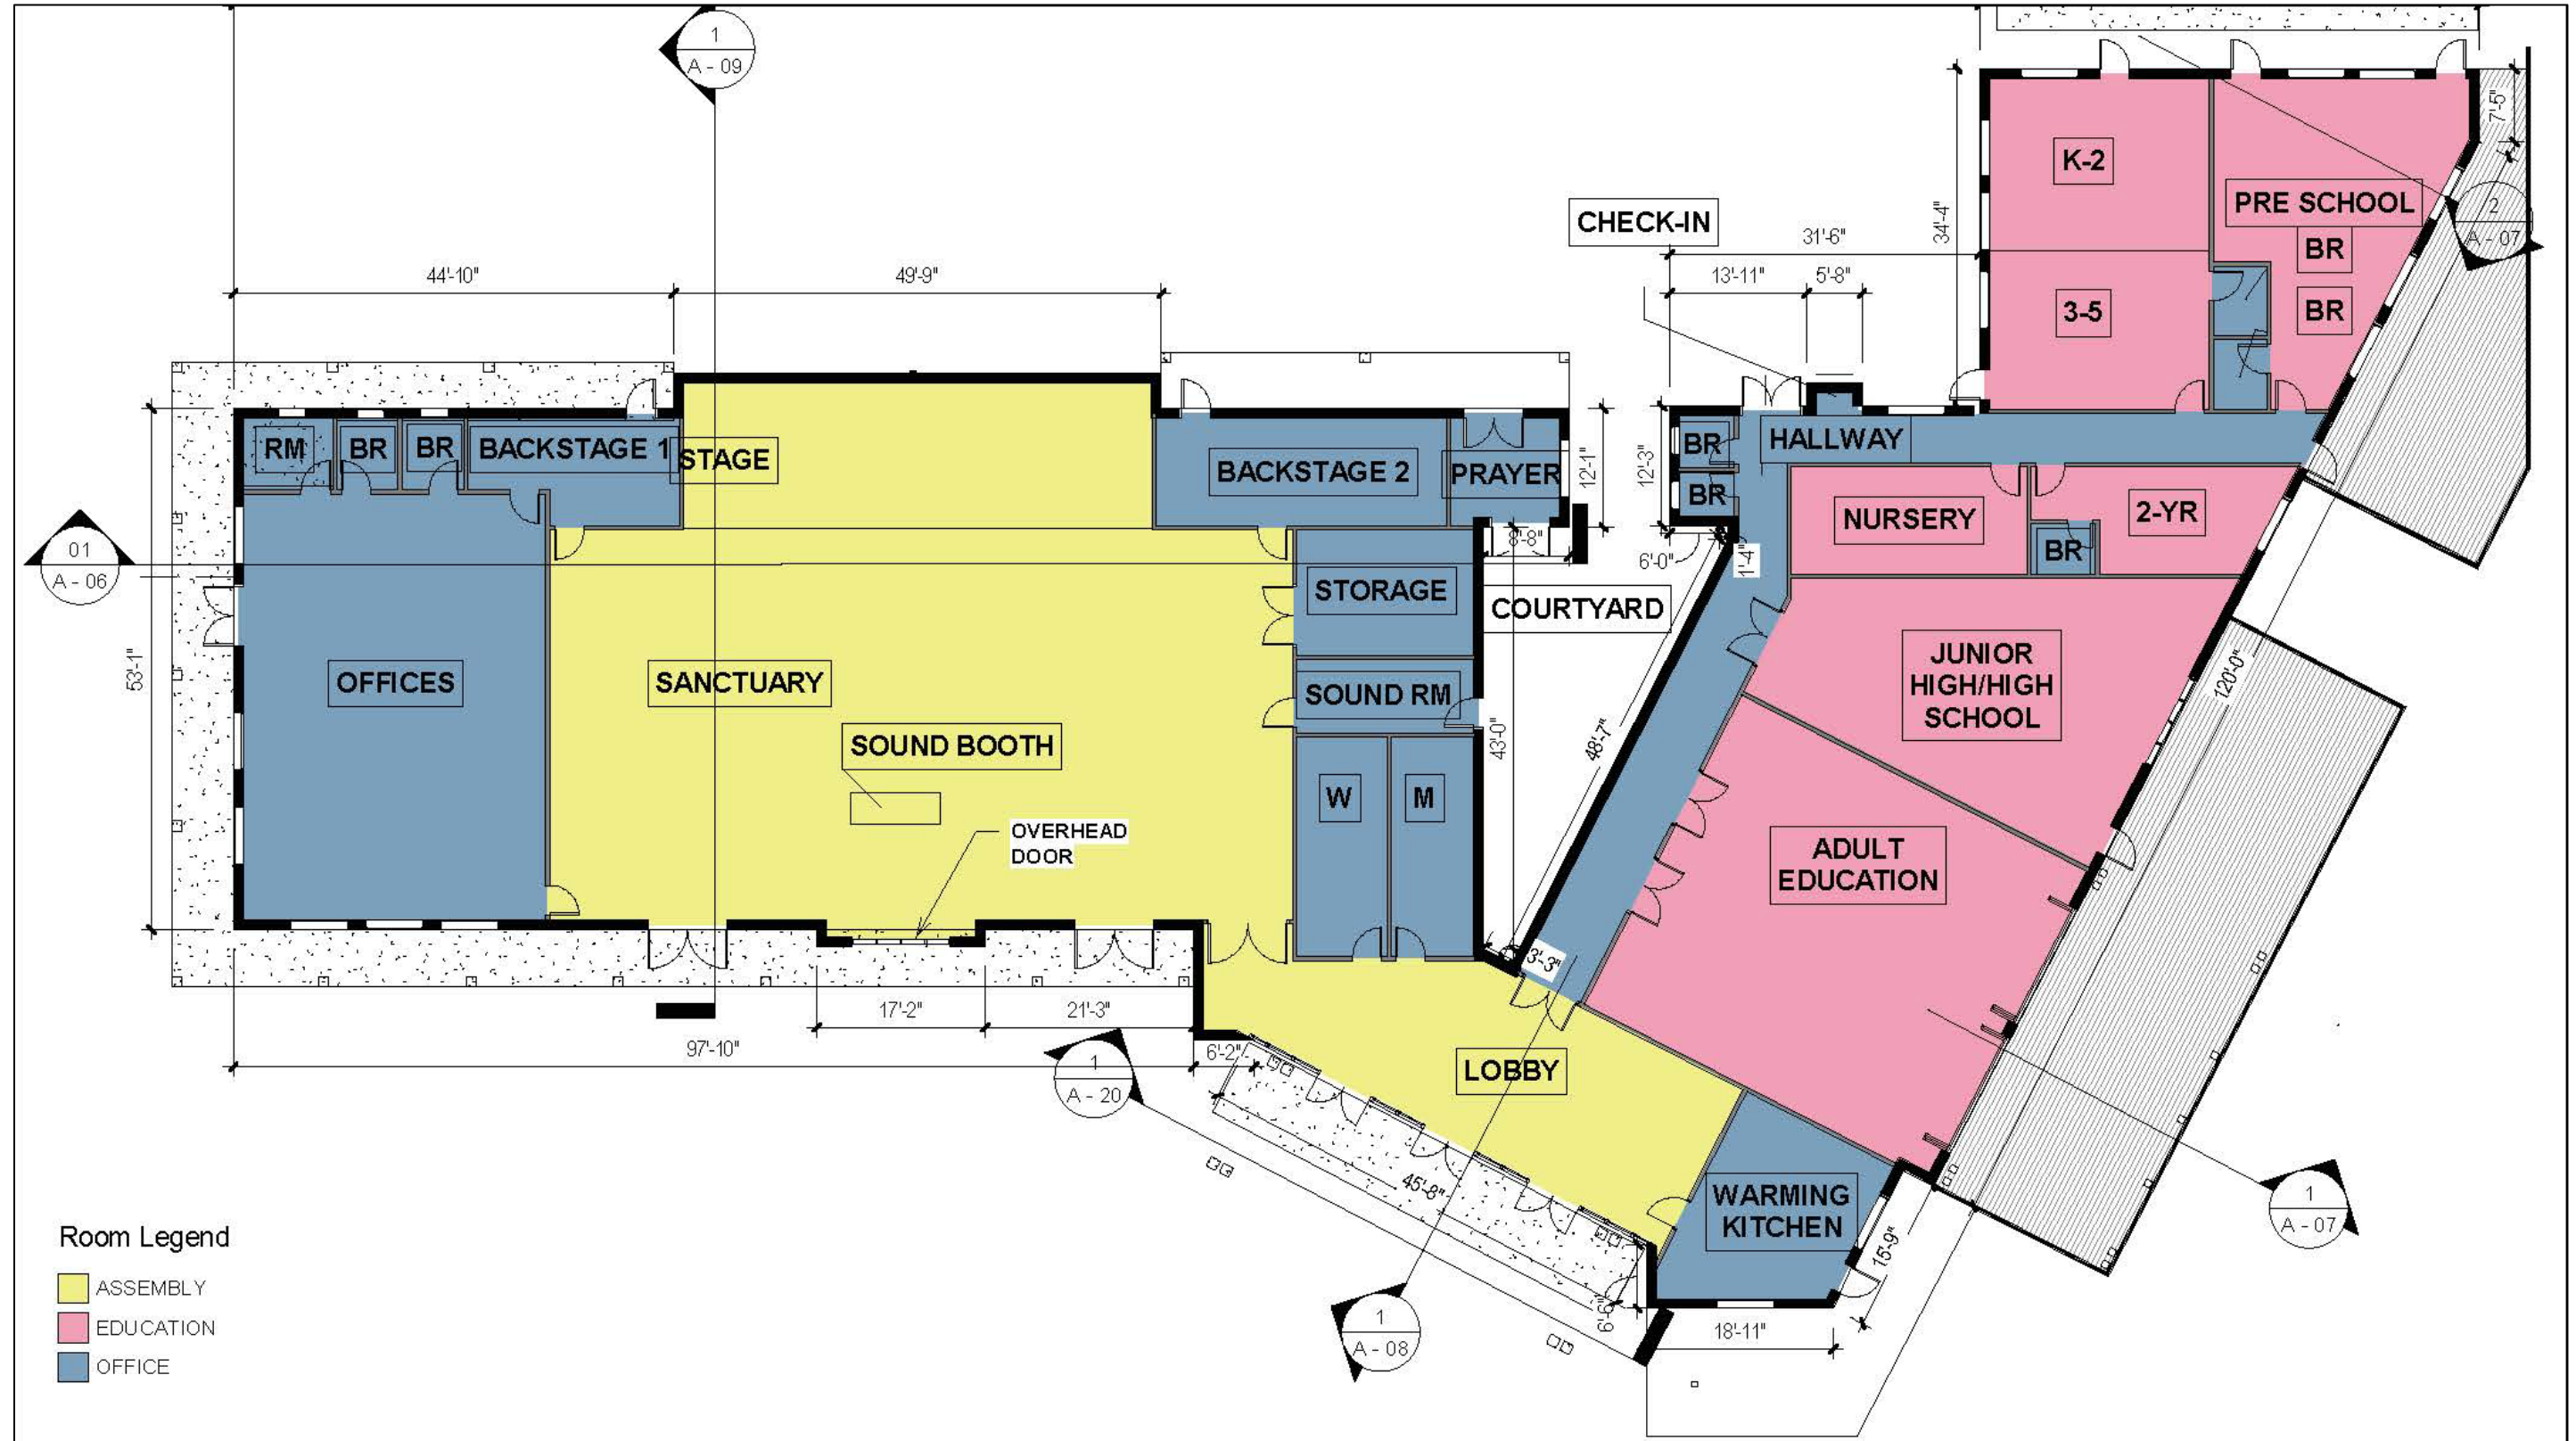 1
A - 09
7'-5"
K-2
PRE SCHOOL
2
A - 07
CHECK-IN
34'-4"
31'-6"
BR
44'-10"
49'-9"
13'-11"
5'-8"
3-5
BR
RM
BR
BR
BACKSTAGE 1
STAGE
BACKSTAGE 2
PRAYER
12'-1"
12'-3"
BR
HALLWAY
BR
NURSERY
2-YR
01
A - 06
8'-8"
6'-0"
1'-4"
BR
STORAGE
COURTYARD
53'-1"
OFFICES
SANCTUARY
SOUND RM
JUNIOR
HIGH/HIGH
SCHOOL
120'-0"
SOUND BOOTH
43'-0"
48'-7"
W
M
OVERHEAD
DOOR
ADULT
EDUCATION
3'-3"
17'-2"
21'-3"
97'-10"
6'-2"
1
A - 20
LOBBY
45'-8"
WARMING
KITCHEN
15'-9"
1
A - 07
6'-6"
18'-11"
1
A - 08
Room Legend
ASSEMBLY
EDUCATION
OFFICE